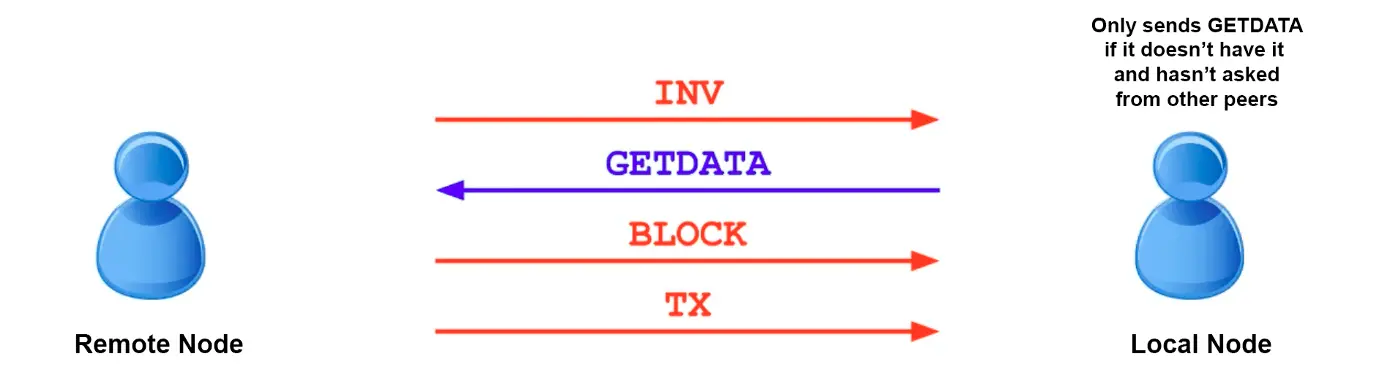 Only sends GETDATA
if it doesn't have it
and hasn't asked
from other peers
INV
GETDATA
BLOCK
TX
Remote Node
Local Node